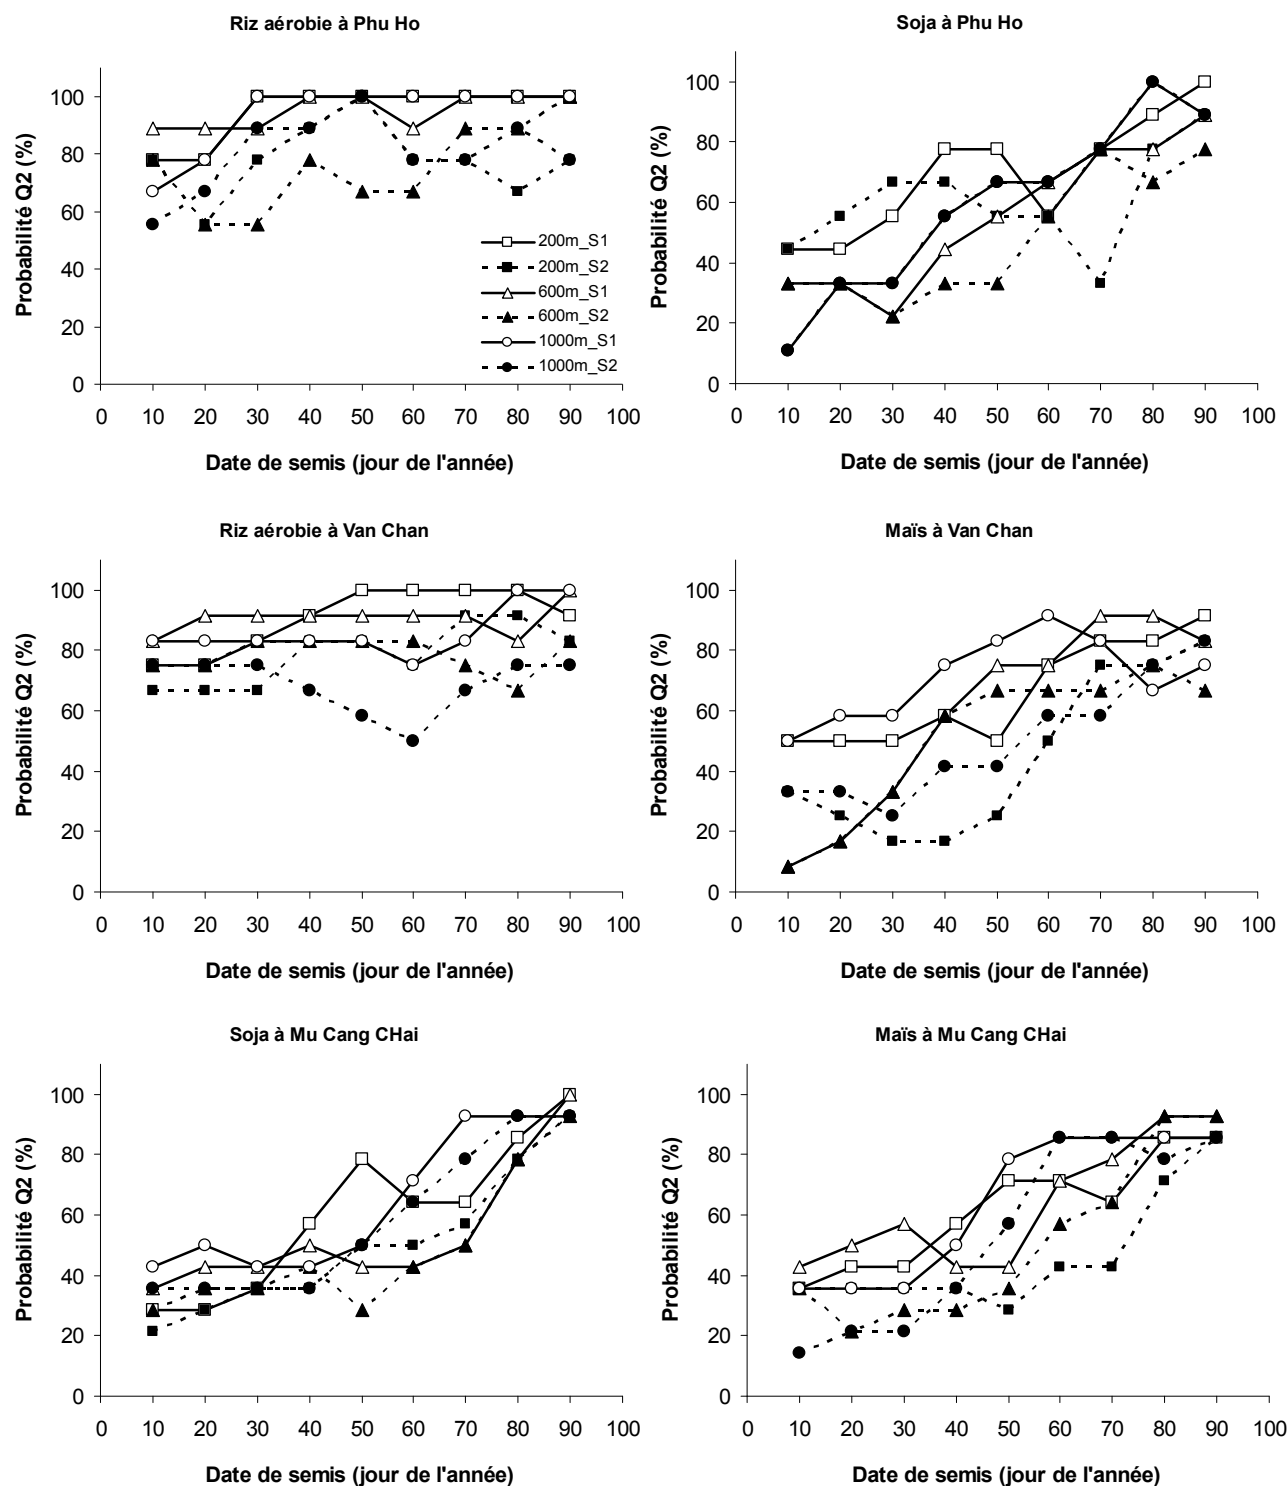 Riz aérobie à Phu Ho
Probabilité Q2 (%)
100
80
60
40
20
0
0 10 20 30 40 50 60 70 80 90 100
Date de semis (jour de l'année)
200m_S1
200m_S2
600m_S1
600m_S2
1000m_S1
1000m_S2
Soja à Phu Ho
Probabilité Q2 (%)
100
80
60
40
20
0
0 10 20 30 40 50 60 70 80 90 100
Date de semis (jour de l'année)
Riz aérobie à Van Chan
Probabilité Q2 (%)
100
80
60
40
20
0
0 10 20 30 40 50 60 70 80 90 100
Date de semis (jour de l'année)
Maïs à Van Chan
Probabilité Q2 (%)
100
80
60
40
20
0
0 10 20 30 40 50 60 70 80 90 100
Date de semis (jour de l'année)
Soja à Mu Cang CHai
Probabilité Q2 (%)
100
80
60
40
20
0
0 10 20 30 40 50 60 70 80 90 100
Date de semis (jour de l'année)
Maïs à Mu Cang CHai
Probabilité Q2 (%)
100
80
60
40
20
0
0 10 20 30 40 50 60 70 80 90 100
Date de semis (jour de l'année)